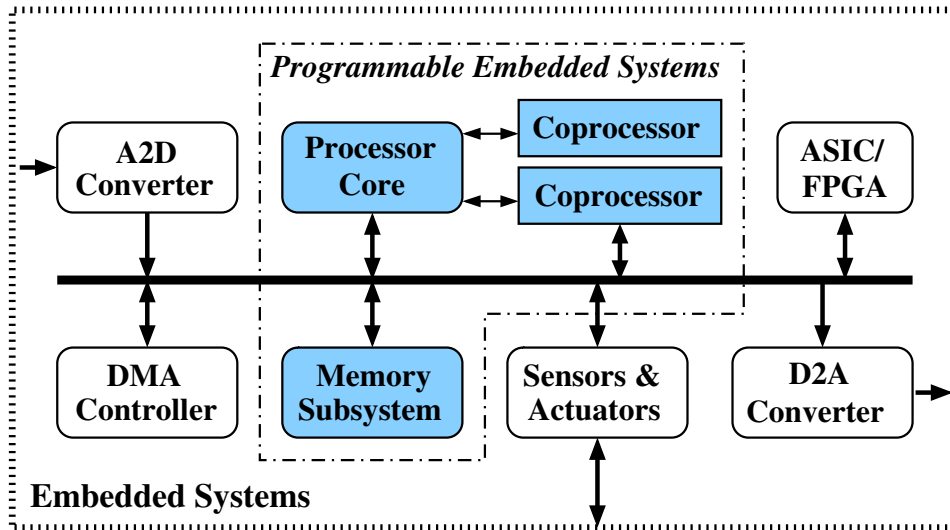 Programmable Embedded Systems
A2D
Converter
Processor
Core
Coprocessor
Coprocessor
ASIC/
FPGA
DMA
Controller
Memory
Subsystem
Sensors &
Actuators
D2A
Converter
Embedded Systems